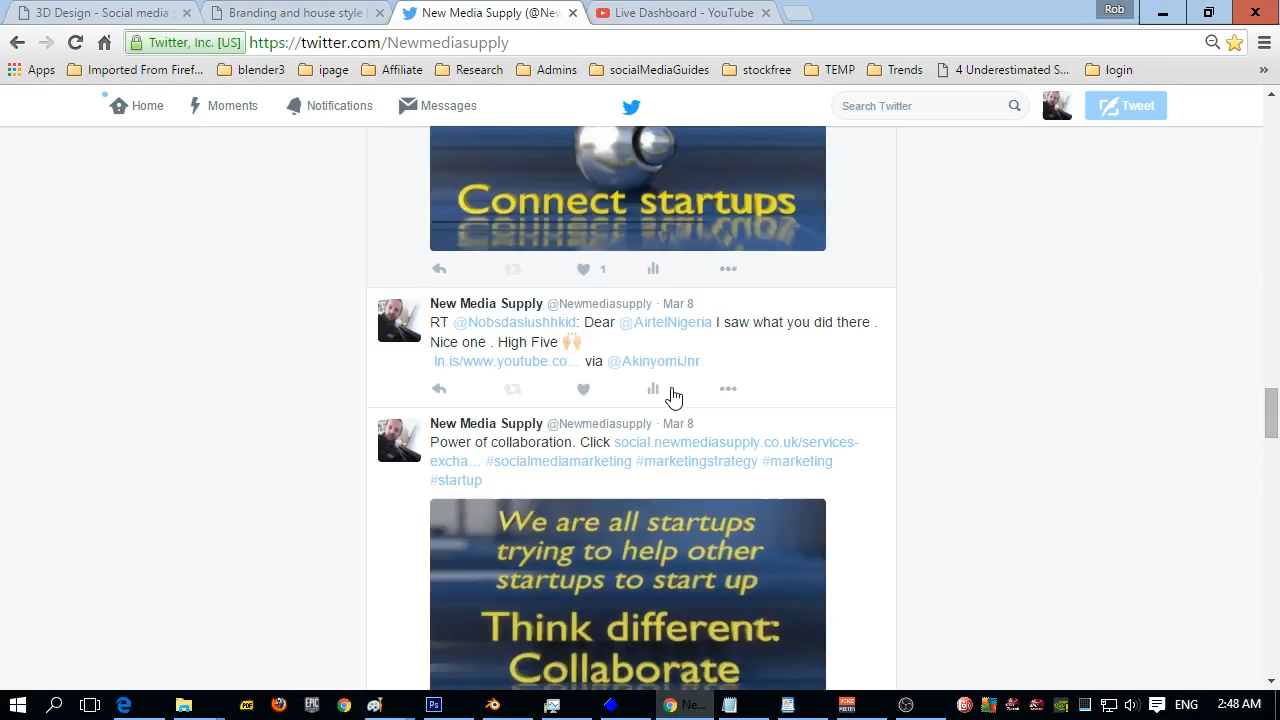 3D Design - Social media s
Branding and house style
New Media Supply (@New
Live Dashboard - YouTube
Rob
Twitter, Inc. [US]
https://twitter.com/Newmediasupply
Apps
Imported From Firef...
blender3
ipage
Affiliate
Research
Admins
socialMediaGuides
stockfree
TEMP
Trends
4 Underestimated S...
login
»
Home
Moments
Notifications
Messages
Search Twitter
Tweet
Connect startups
1
New Media Supply @Newmediasupply · Mar 8
RT @Nobsdaslushhkid: Dear @AirtelNigeria I saw what you did there .
Nice one . High Five 🙌🏻
ln.is/www.youtube.co... via @AkinyomiJnr
New Media Supply @Newmediasupply · Mar 8
Power of collaboration. Click social.newmediasupply.co.uk/services-
excha... #socialmediamarketing #marketingstrategy #marketing
#startup
We are all startups
trying to help other
startups to start up
Think different:
Collaborate
PDF
EPIC
Ps
Ne...
ENG
2:48 AM